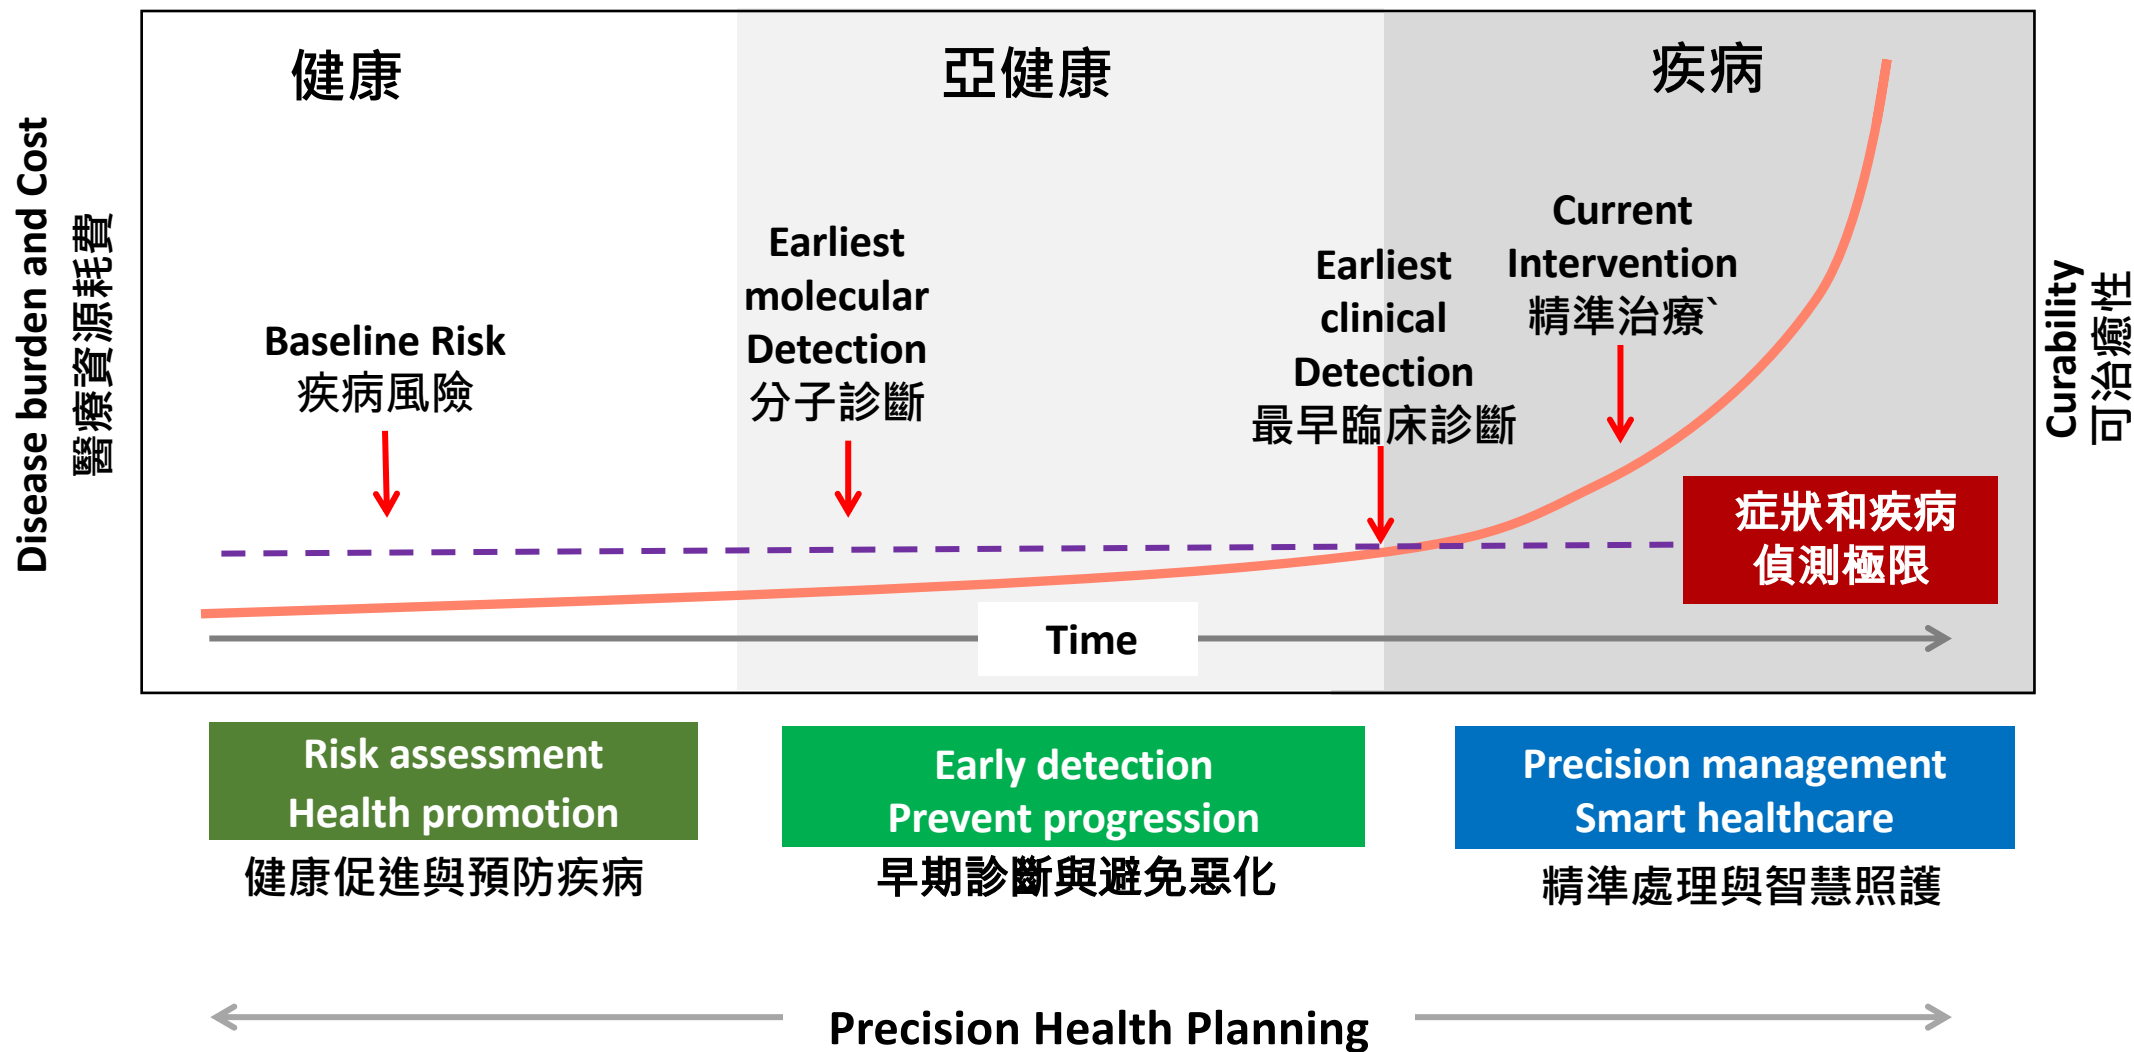 健康
亞健康
疾病
Disease burden and Cost
醫療資源耗費
Baseline Risk
疾病風險
Earliest
molecular
Detection
分子診斷
Earliest
clinical
Detection
最早臨床診斷
Current
Intervention
精準治療`
Curability
可治癒性
症狀和疾病
偵測極限
Time
Risk assessment
Health promotion
健康促進與預防疾病
Early detection
Prevent progression
早期診斷與避免惡化
Precision management
Smart healthcare
精準處理與智慧照護
Precision Health Planning